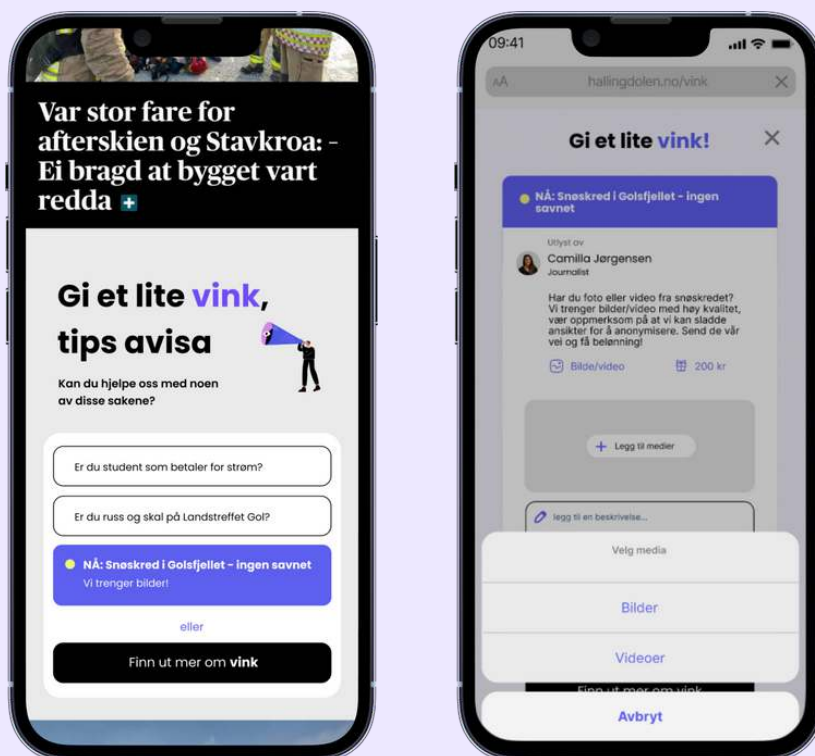 Var stor fare for
afterskien og Stavkroa: -
Ei bragd at bygget vart
redda +
Gi et lite vink,
tips avisa
Kan du hjelpe oss med noen
av disse sakene?
Er du student som betaler for strøm?
Er du russ og skal på Landstreffet Gol?
NÅ: Snøskred i Golsfjellet - ingen savnet
Vi trenger bilder!
eller
Finn ut mer om vink
09:41
AA hallingdolen.no/vink
Gi et lite vink!
NÅ: Snøskred i Golsfjellet - ingen
savnet
Utlyst av
Camilla Jørgensen
Journalist
Har du foto eller video fra snøskredet?
Vi trenger bilder/video med høy kvalitet,
vær oppmerksom på at vi kan sladde
ansikter for å anonymisere. Send de vår
vei og få belønning!
Bilde/video 200 kr
+ Legg til medier
legg til en beskrivelse...
Velg media
Bilder
Videoer
Finn ut mer om vink
Avbryt